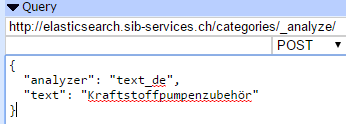 Query
http://elasticsearch.sib-services.ch/categories/_analyze/
POST
{
"analyzer": "text_de",
"text": "Kraftstoffpumpenzubehör"
}